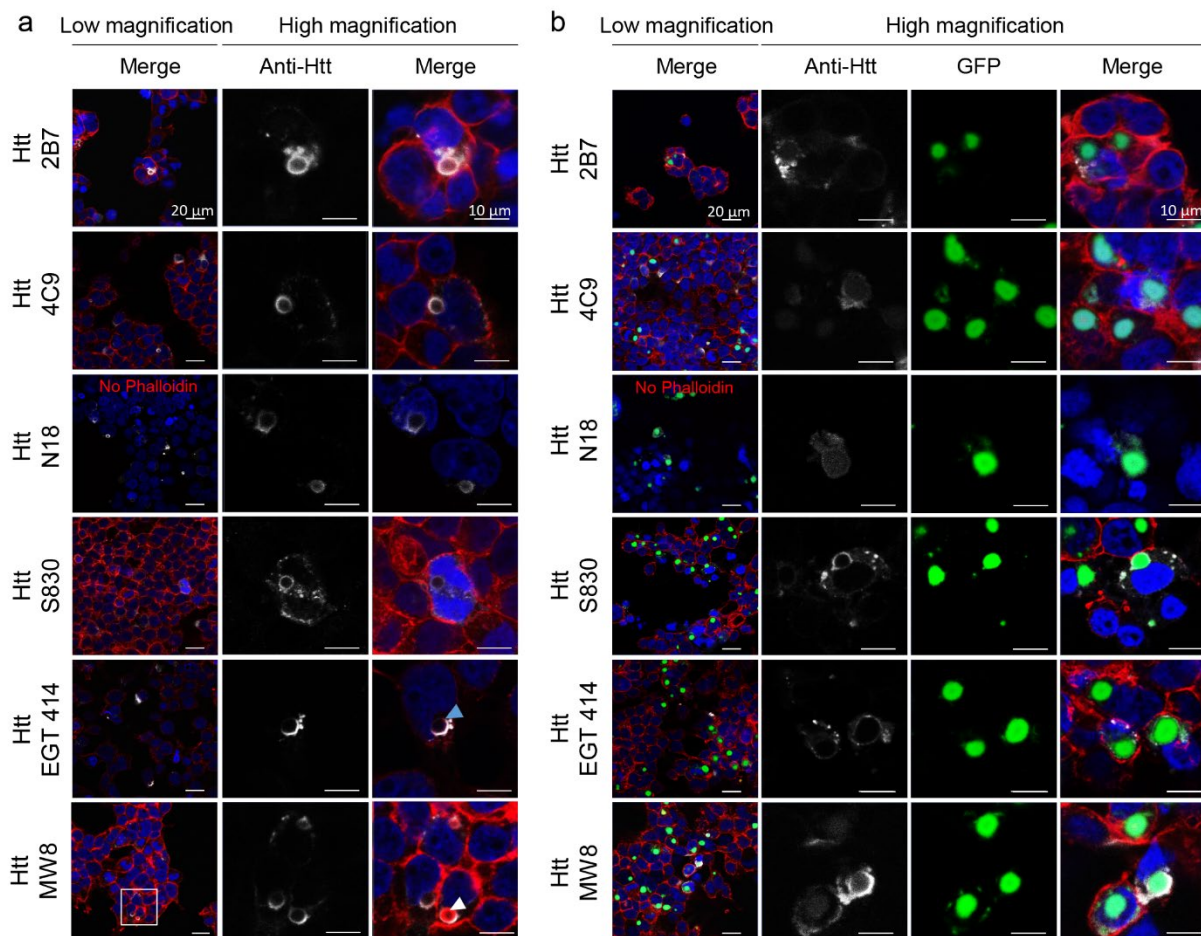 a
Low magnification
High magnification
Merge
Anti-Htt
Merge
Htt
2B7
20 µm
10 µm
Htt
4C9
Htt
N18
No Phalloidin
Htt
S830
Htt
EGT 414
Htt
MW8
b
Low magnification
High magnification
Merge
Anti-Htt
GFP
Merge
Htt
2B7
20 µm
10 µm
Htt
4C9
Htt
N18
No Phalloidin
Htt
S830
Htt
EGT 414
Htt
MW8